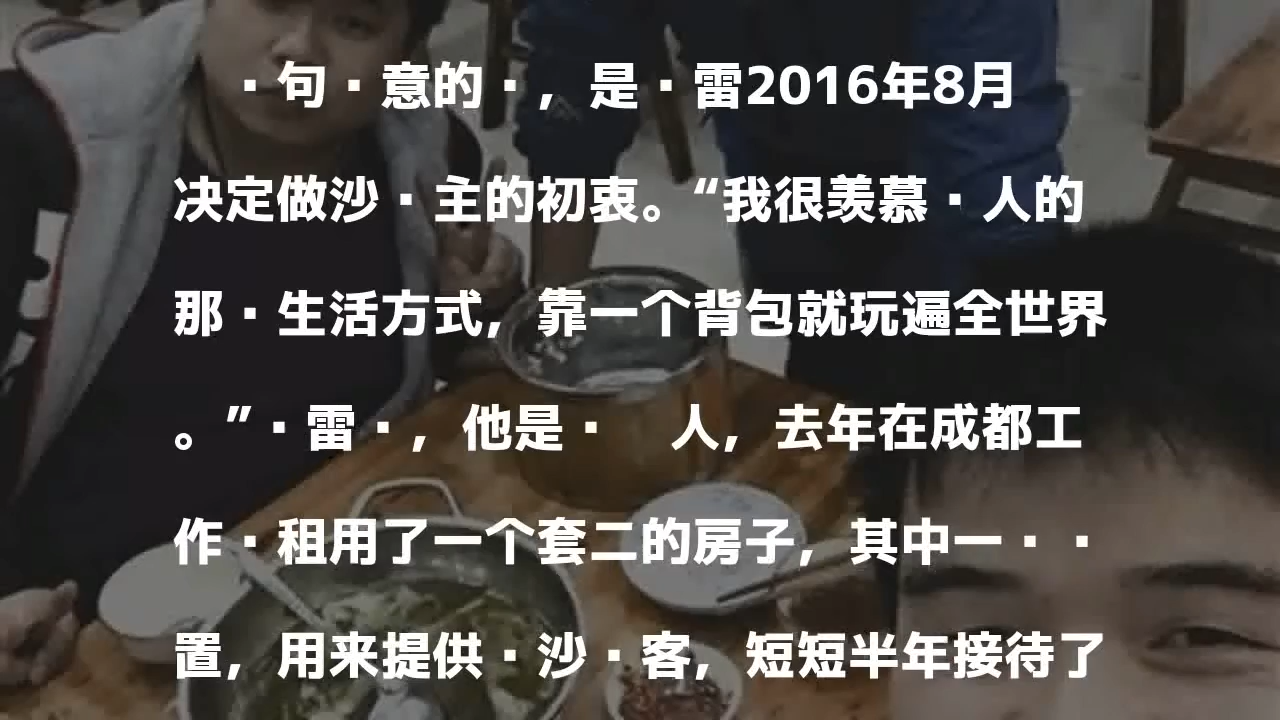 ·句·意的·，是·雷2016年8月
决定做沙·主的初衷。“我很羡慕·人的
那·生活方式，靠一个背包就玩遍全世界
。”·雷·，他是· 人，去年在成都工
作·租用了一个套二的房子，其中一··
置，用来提供·沙·客，短短半年接待了